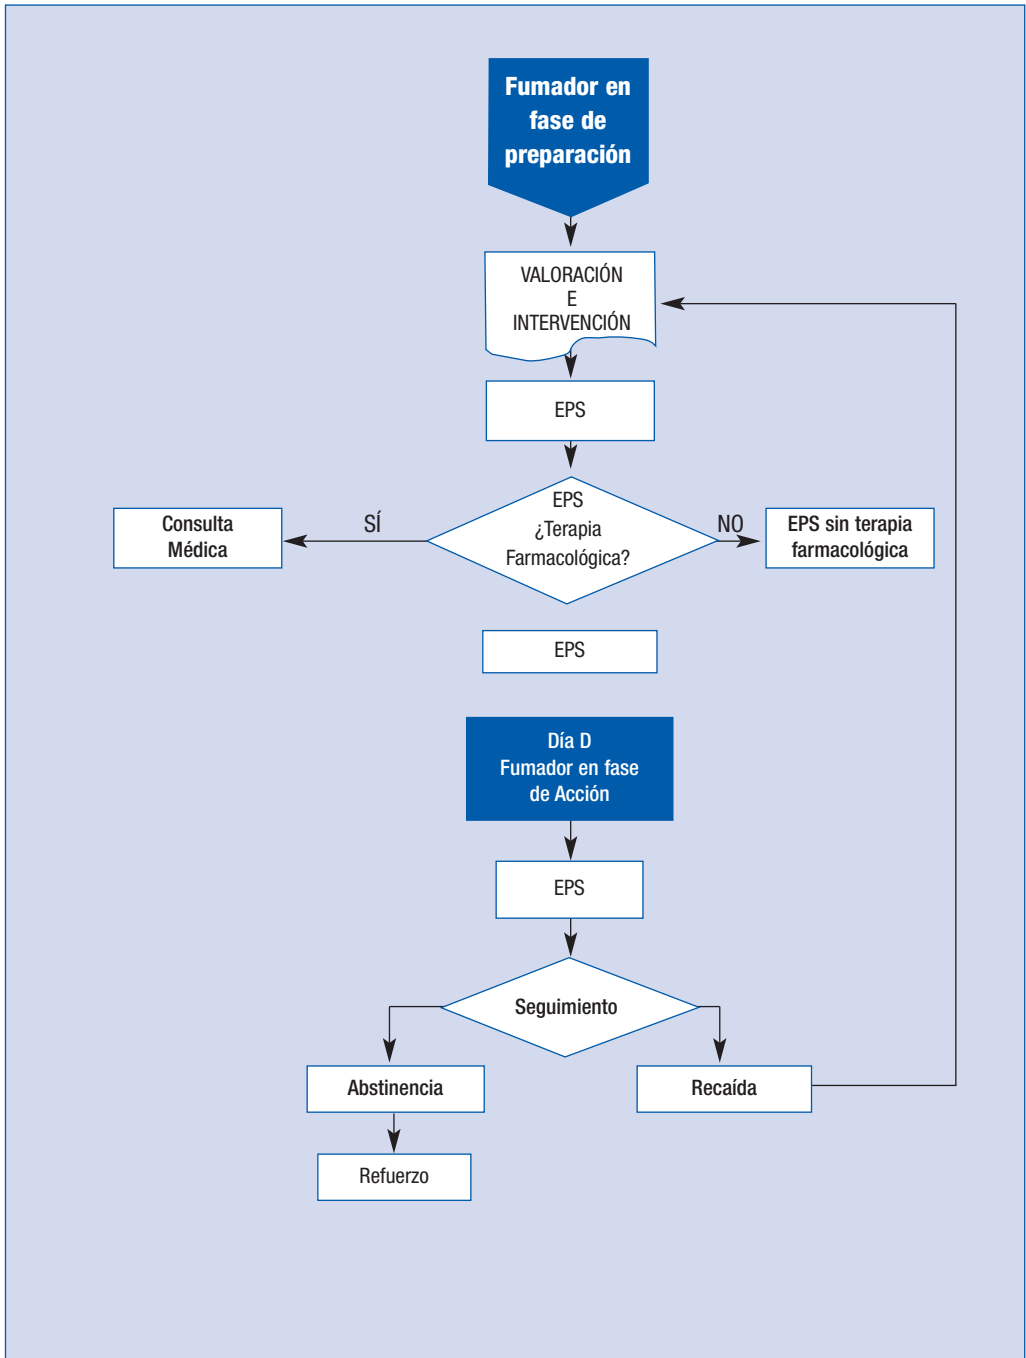 Fumador en
fase de
preparación
VALORACIÓN
E
INTERVENCIÓN
EPS
EPS
¿Terapia
Farmacológica?
SÍ
NO
Consulta
Médica
EPS sin terapia
farmacológica
EPS
Día D
Fumador en fase
de Acción
EPS
Seguimiento
Abstinencia
Recaída
Refuerzo